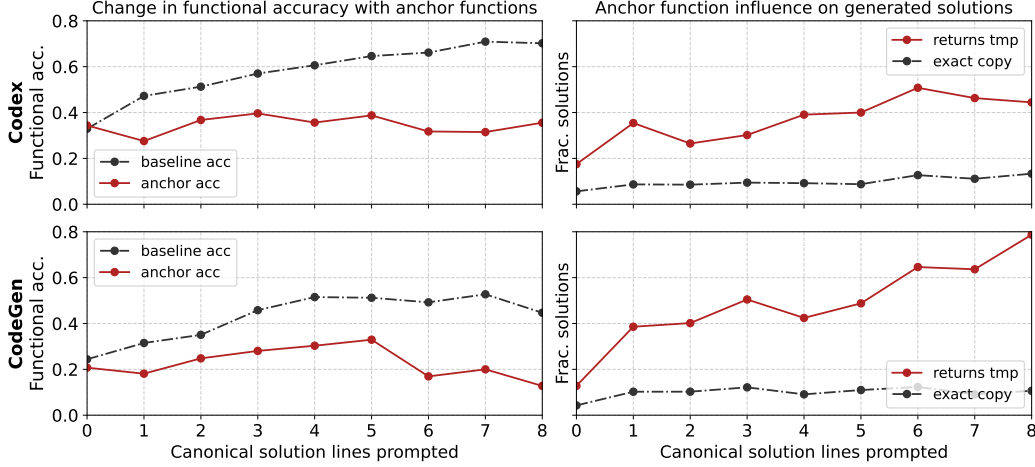 Change in functional accuracy with anchor functions
Anchor function influence on generated solutions
Codex
Functional acc.
0.8
0.6
0.4
0.2
0.0
baseline acc
anchor acc
Frac. solutions
returns tmp
exact copy
CodeGen
Functional acc.
0.8
0.6
0.4
0.2
0.0
baseline acc
anchor acc
0 1 2 3 4 5 6 7 8
Canonical solution lines prompted
Frac. solutions
returns tmp
exact copy
0 1 2 3 4 5 6 7 8
Canonical solution lines prompted